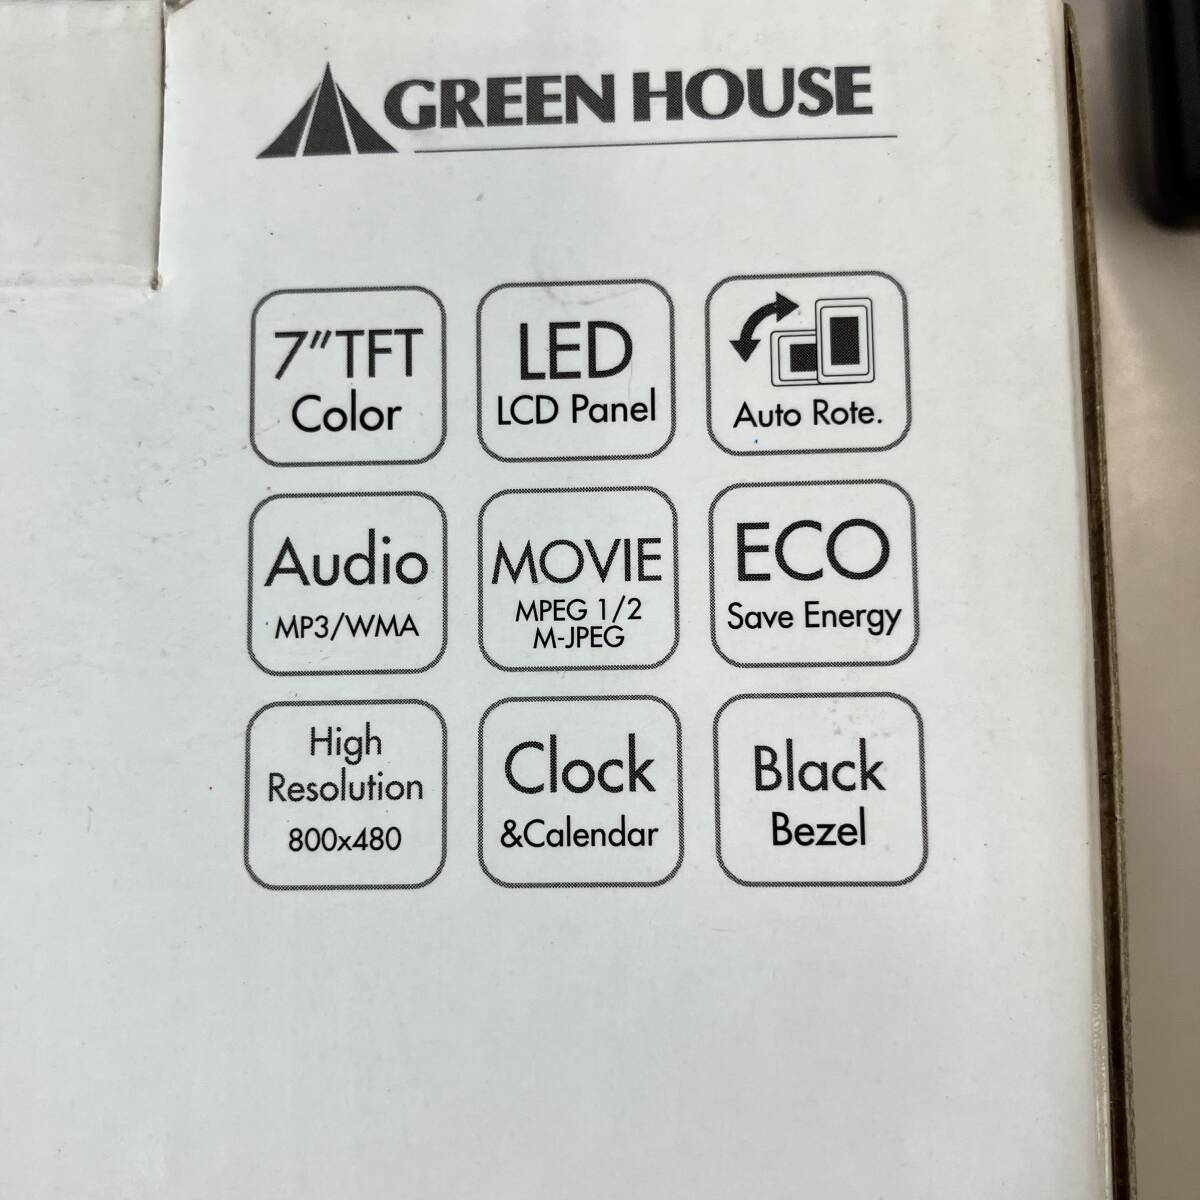 GREEN HOUSE
7"TFT
Color
LED
LCD Panel
Auto Rote.
Audio
MP3/WMA
MOVIE
MPEG 1/2
M-JPEG
ECO
Save Energy
High
Resolution
800x480
Clock
&Calendar
Black
Bezel